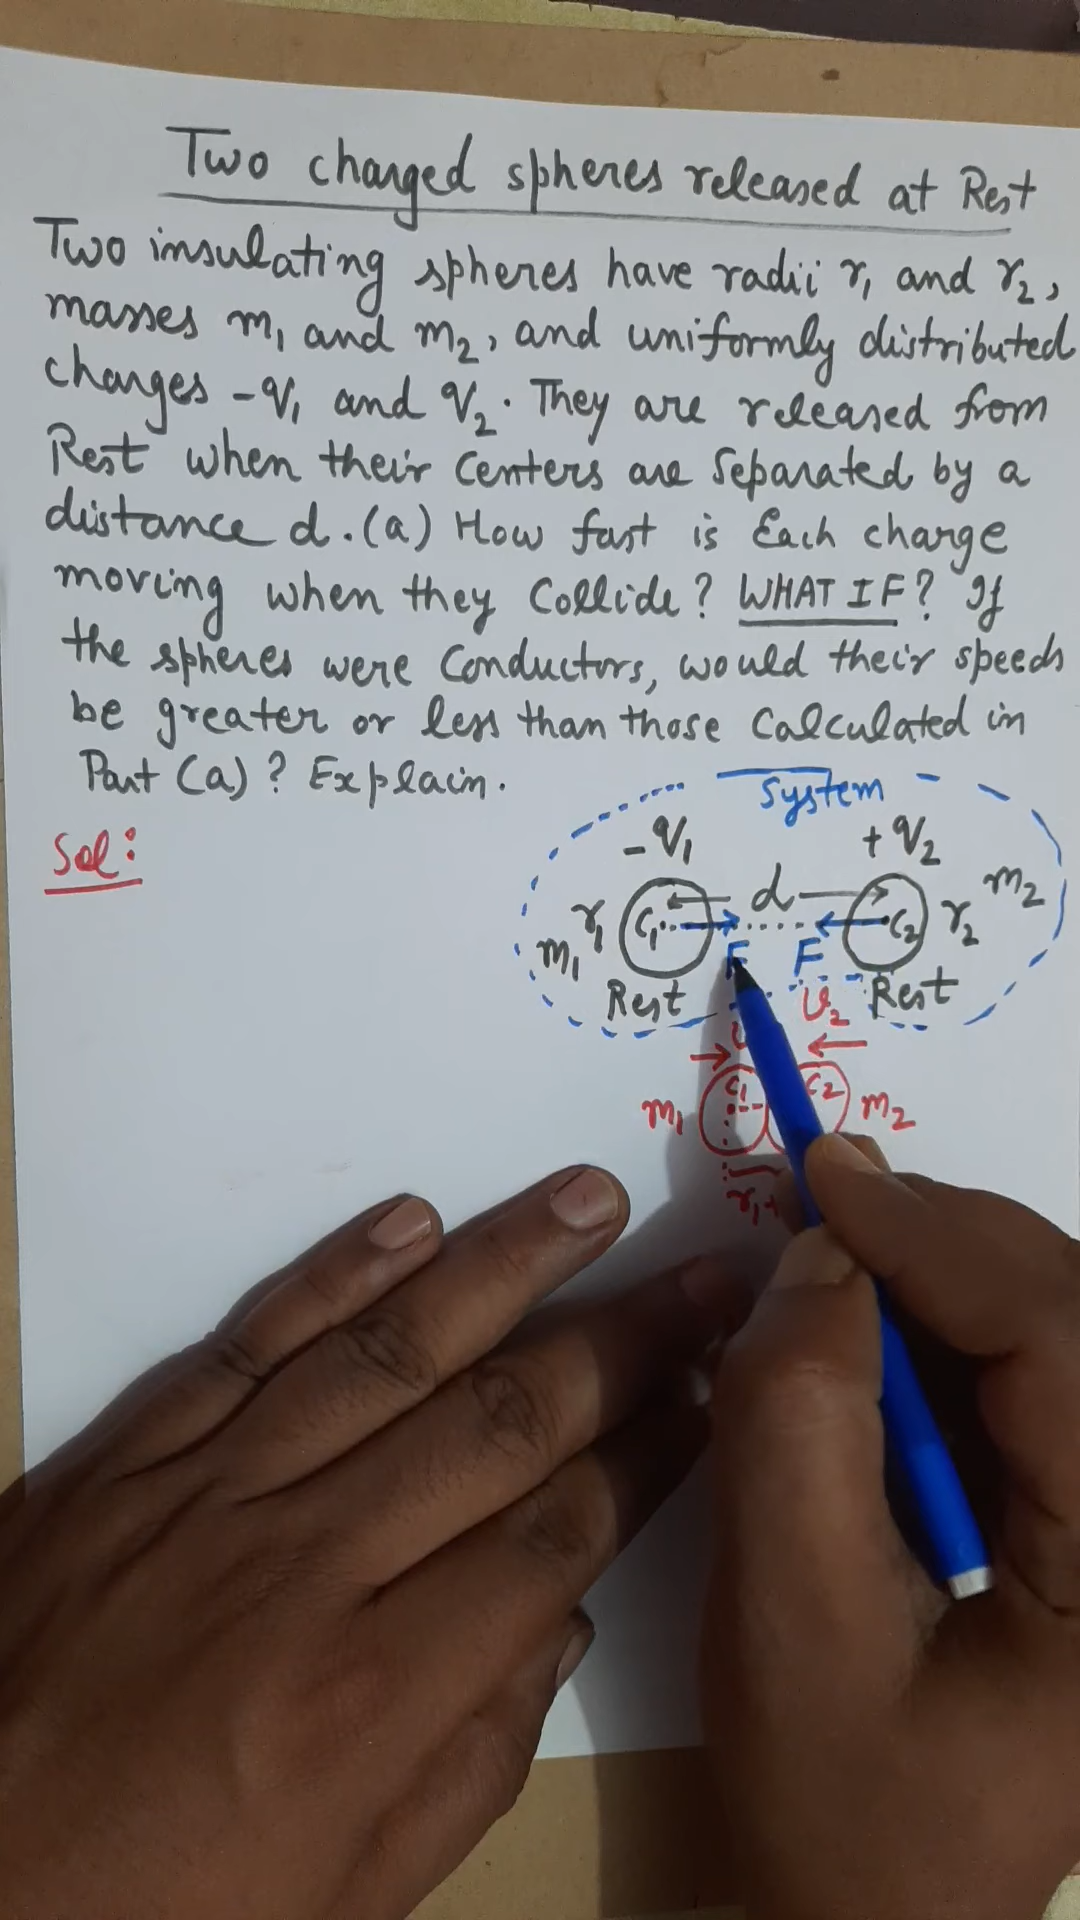 Two charged spheres released at Rest
Two insulating spheres have radii r₁ and r₂,
masses m₁ and m₂, and uniformly distributed
charges -q₁ and q₂. They are released from
Rest when their centers are separated by a
distance d. (a) How fast is Each charge
moving when they Collide? WHAT IF? If
the spheres were Conductors, would their speeds
be greater or less than those Calculated in
Part (a)? Explain.
System
Sol:
-q₁ +q₂
d m₂
r₁ C₁ C₂ r₂
m₁ F F
Rest Rest
v₂
C₁ C₂
m₁ m₂
r₁+